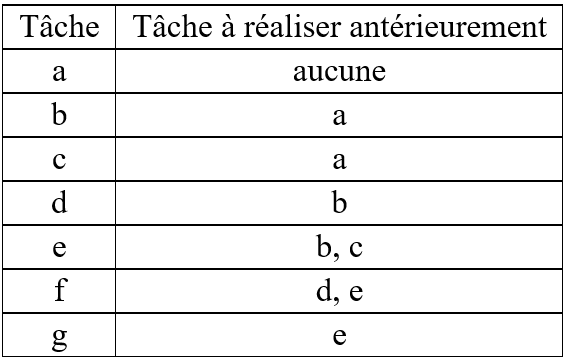 Tâche Tâche à réaliser antérieurement
a aucune
b a
c a
d b
e b, c
f d, e
g e